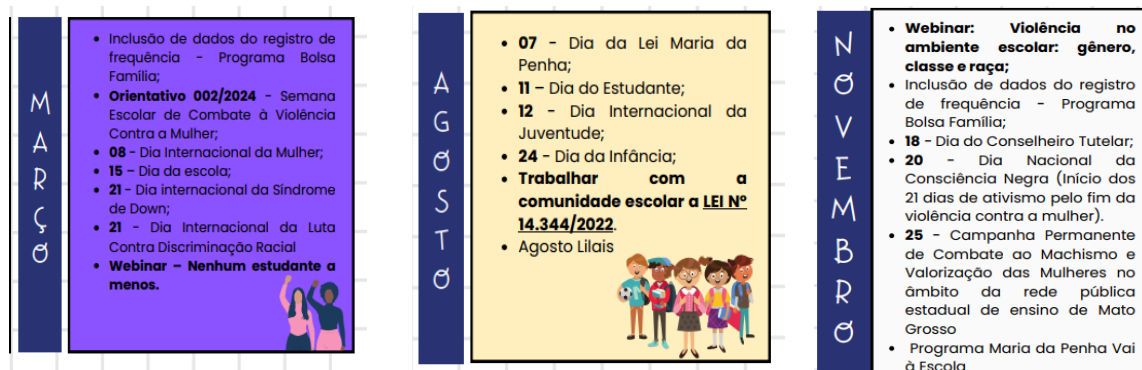 MARÇO
• Inclusão de dados do registro de
frequência - Programa Bolsa
Família;
• Orientativo 002/2024 - Semana
Escolar de Combate à Violência
Contra a Mulher;
• 08 - Dia Internacional da Mulher;
• 15 – Dia da escola;
• 21 - Dia internacional da Síndrome
de Down;
• 21 - Dia Internacional da Luta
Contra Discriminação Racial
• Webinar – Nenhum estudante a
menos.
AGOSTO
• 07 - Dia da Lei Maria da
Penha;
• 11 – Dia do Estudante;
• 12 - Dia Internacional da
Juventude;
• 24 - Dia da Infância;
• Trabalhar com a
comunidade escolar a LEI Nº
14.344/2022.
• Agosto Lilais
NOVEMBRO
• Webinar: Violência no
ambiente escolar: gênero,
classe e raça;
• Inclusão de dados do registro
de frequência - Programa
Bolsa Família;
• 18 - Dia do Conselheiro Tutelar;
• 20 - Dia Nacional da
Consciência Negra (Início dos
21 dias de ativismo pelo fim da
violência contra a mulher).
• 25 - Campanha Permanente
de Combate ao Machismo e
Valorização das Mulheres no
âmbito da rede pública
estadual de ensino de Mato
Grosso
• Programa Maria da Penha Vai
à Escola